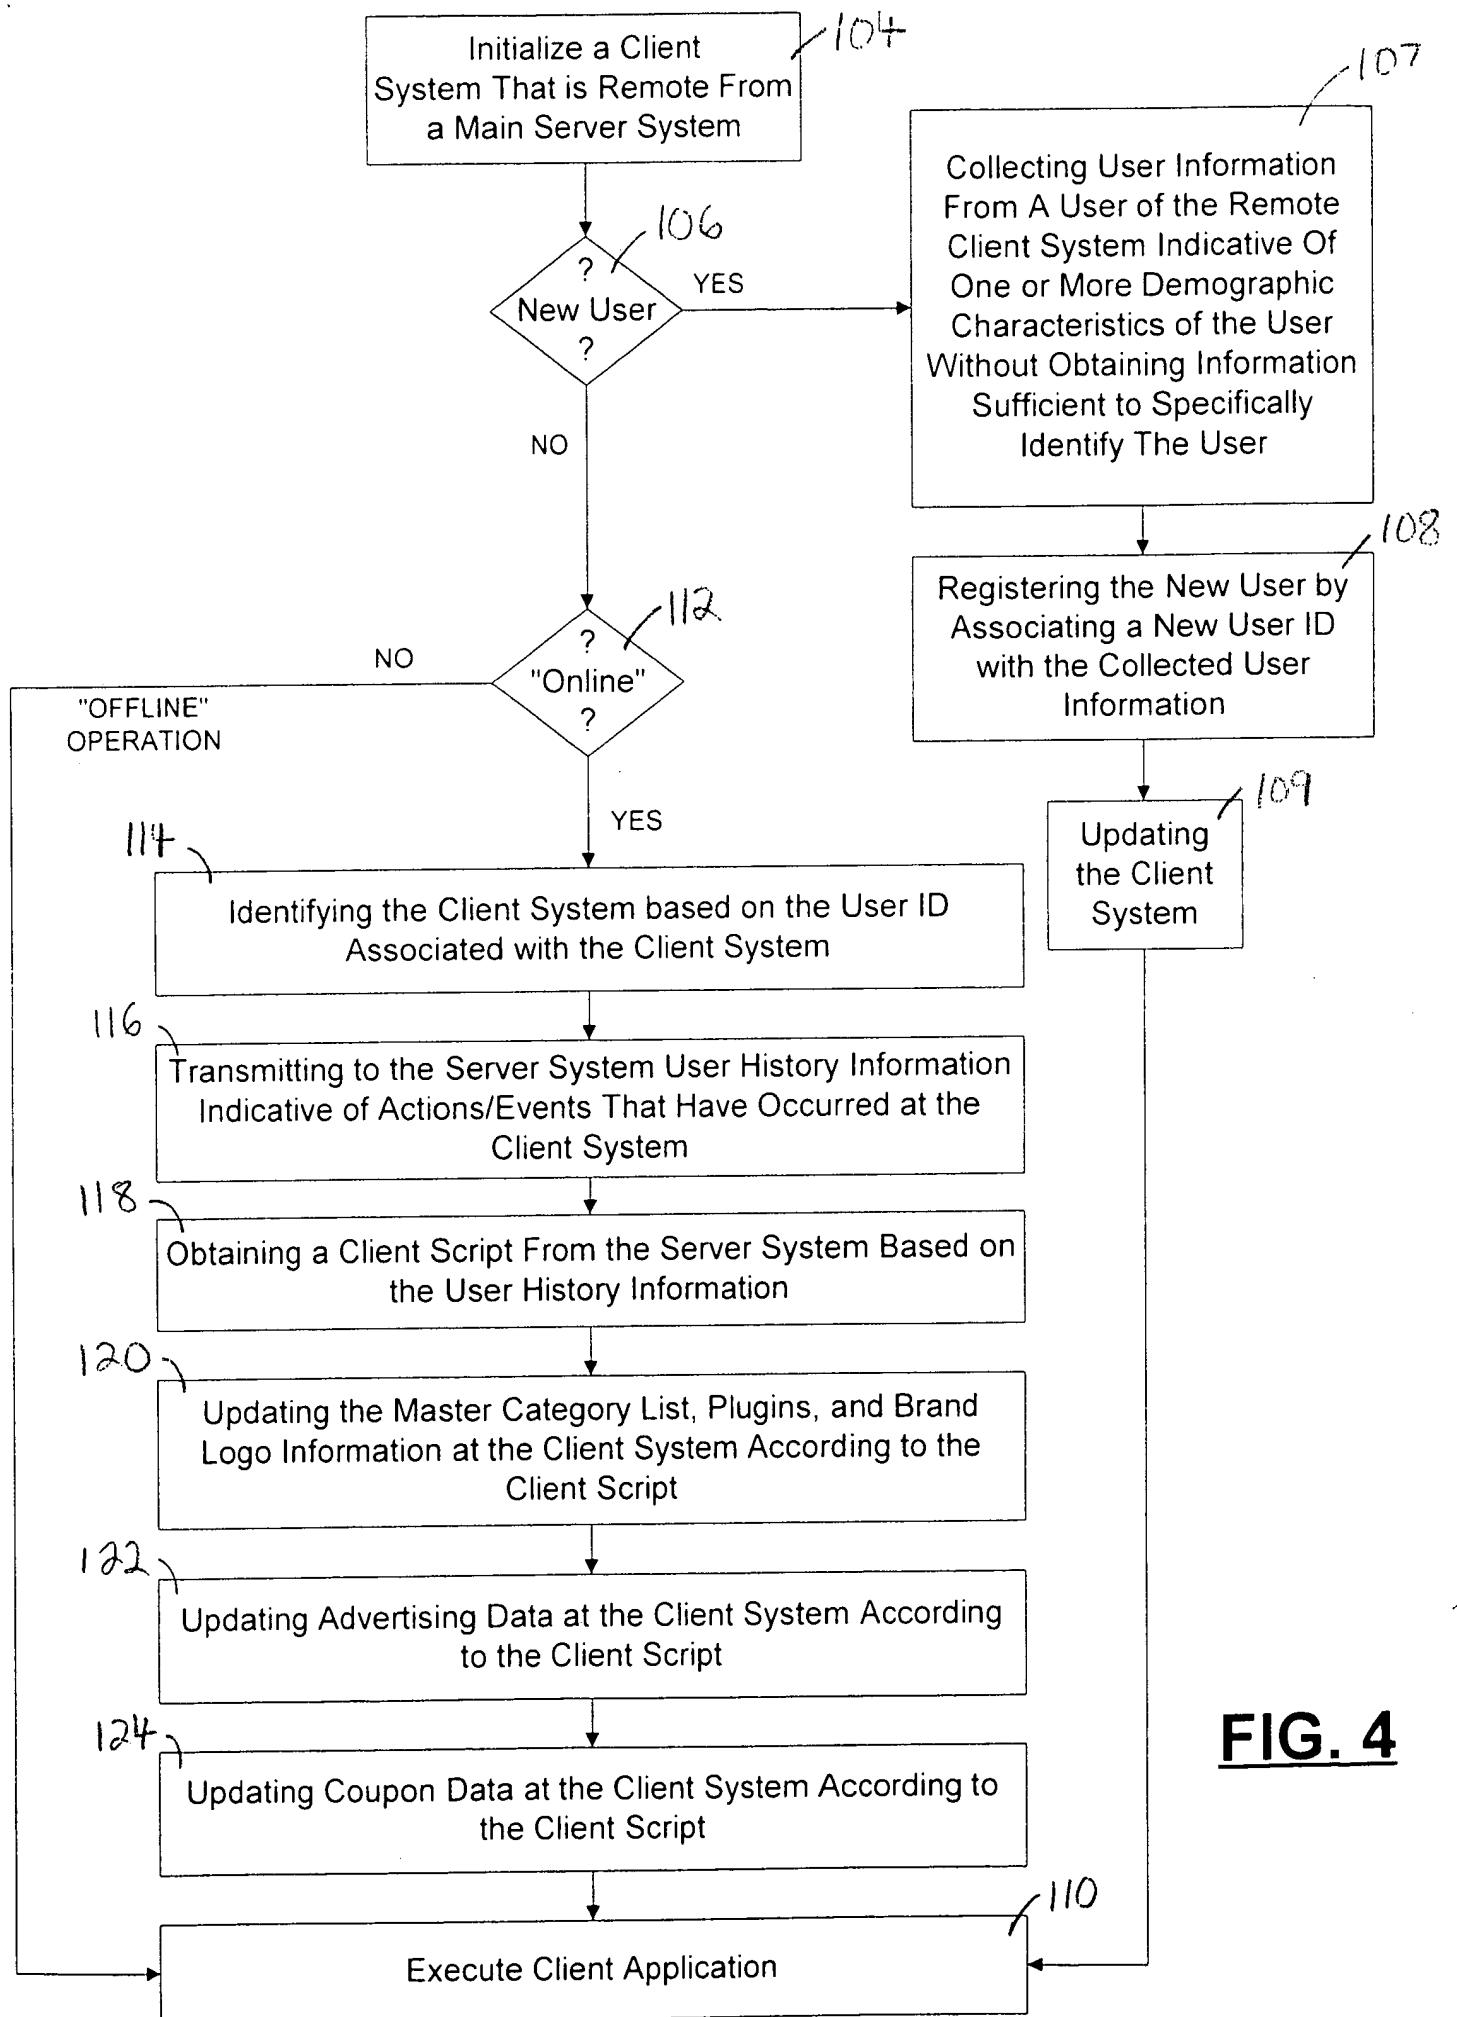 Initialize a Client
System That is Remote From
a Main Server System
104
107
Collecting User Information
From A User of the Remote
Client System Indicative Of
One or More Demographic
Characteristics of the User
Without Obtaining Information
Sufficient to Specifically
Identify The User
106
?
New User
?
YES
NO
108
Registering the New User by
Associating a New User ID
with the Collected User
Information
112
?
"Online"
?
NO
"OFFLINE"
OPERATION
YES
109
Updating
the Client
System
114
Identifying the Client System based on the User ID
Associated with the Client System
116
Transmitting to the Server System User History Information
Indicative of Actions/Events That Have Occurred at the
Client System
118
Obtaining a Client Script From the Server System Based on
the User History Information
120
Updating the Master Category List, Plugins, and Brand
Logo Information at the Client System According to the
Client Script
122
Updating Advertising Data at the Client System According
to the Client Script
124
Updating Coupon Data at the Client System According to
the Client Script
110
Execute Client Application
FIG. 4